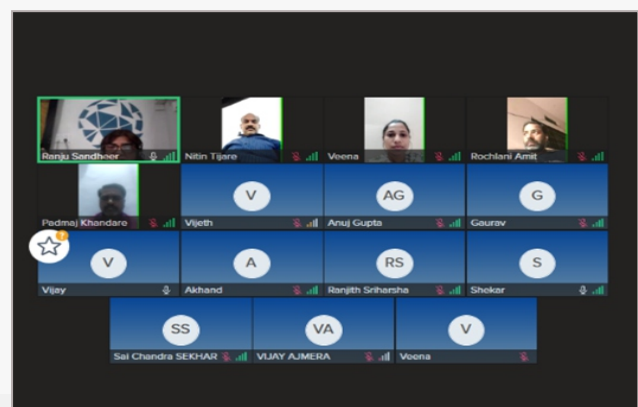 Ranju Sandheer
Nitin Tijare
Veena
Rochlani Amit
Padmaj Khandare
V
Vijeth
AG
Anuj Gupta
G
Gaurav
V
Vijay
A
Akhand
RS
Ranjith Sriharsha
S
Shekar
SS
Sai Chandra SEKHAR
VA
VIJAY AJMERA
V
Veena